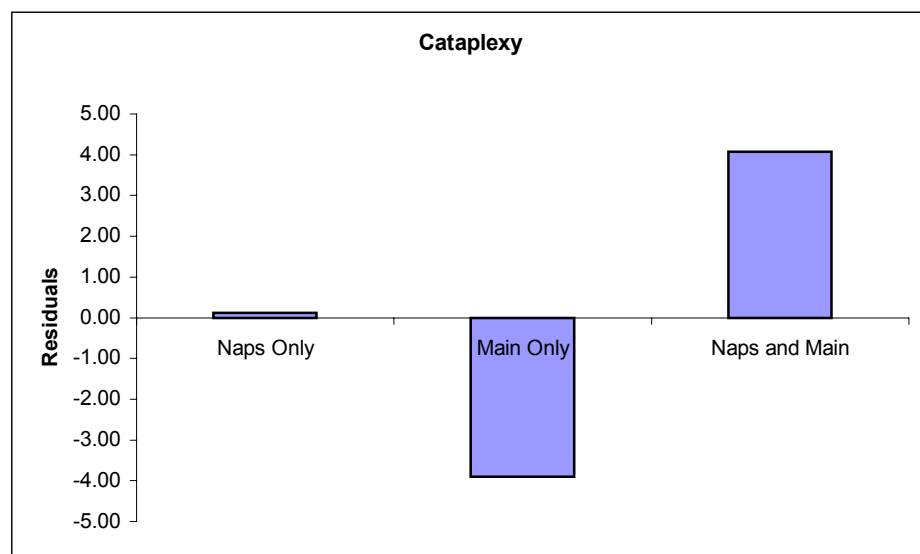 Cataplexy
5.00
4.00
3.00
2.00
1.00
0.00
-1.00
-2.00
-3.00
-4.00
-5.00
Residuals
Naps Only
Main Only
Naps and Main